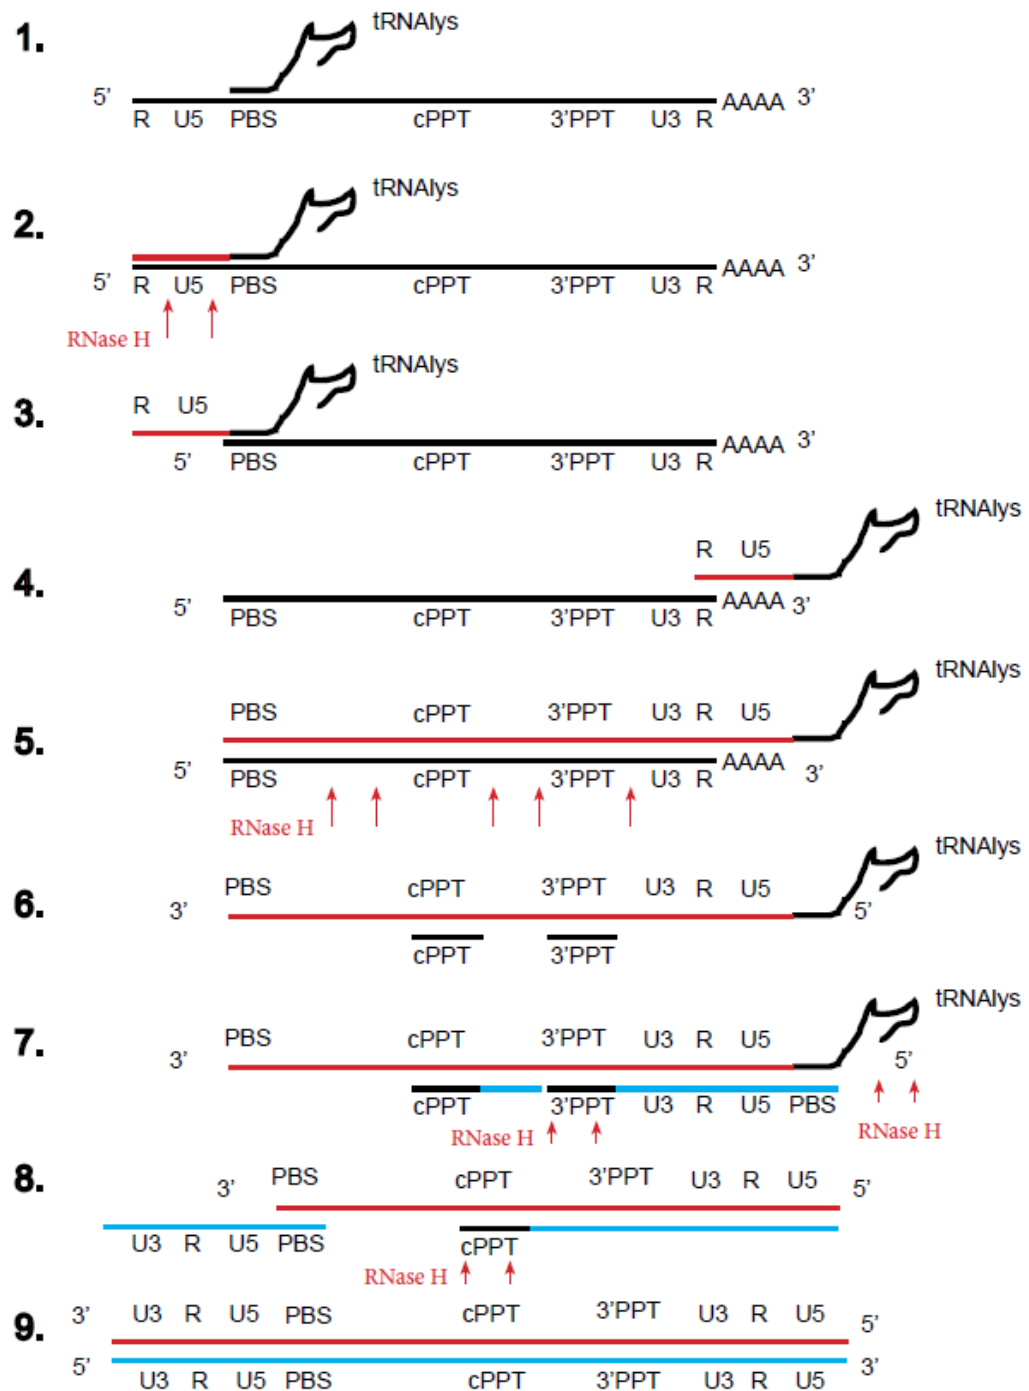 1.
tRNAlys
5’ AAAA 3’
R U5 PBS cPPT 3’PPT U3 R
2.
tRNAlys
5’ AAAA 3’
R U5 PBS cPPT 3’PPT U3 R
RNase H
3.
tRNAlys
R U5
AAAA 3’
5’ PBS cPPT 3’PPT U3 R
4.
tRNAlys
R U5
5’ AAAA 3’
PBS cPPT 3’PPT U3 R
5.
tRNAlys
PBS cPPT 3’PPT U3 R U5
5’ AAAA 3’
PBS cPPT 3’PPT U3 R
RNase H
6.
tRNAlys
PBS cPPT 3’PPT U3 R U5
3’ 5’
cPPT 3’PPT
7.
tRNAlys
PBS cPPT 3’PPT U3 R U5
3’ 5’
cPPT 3’PPT U3 R U5 PBS
RNase H RNase H
8.
3’ PBS cPPT 3’PPT U3 R U5 5’
U3 R U5 PBS cPPT
RNase H
9.
3’ U3 R U5 PBS cPPT 3’PPT U3 R U5 5’
5’ 3’
U3 R U5 PBS cPPT 3’PPT U3 R U5